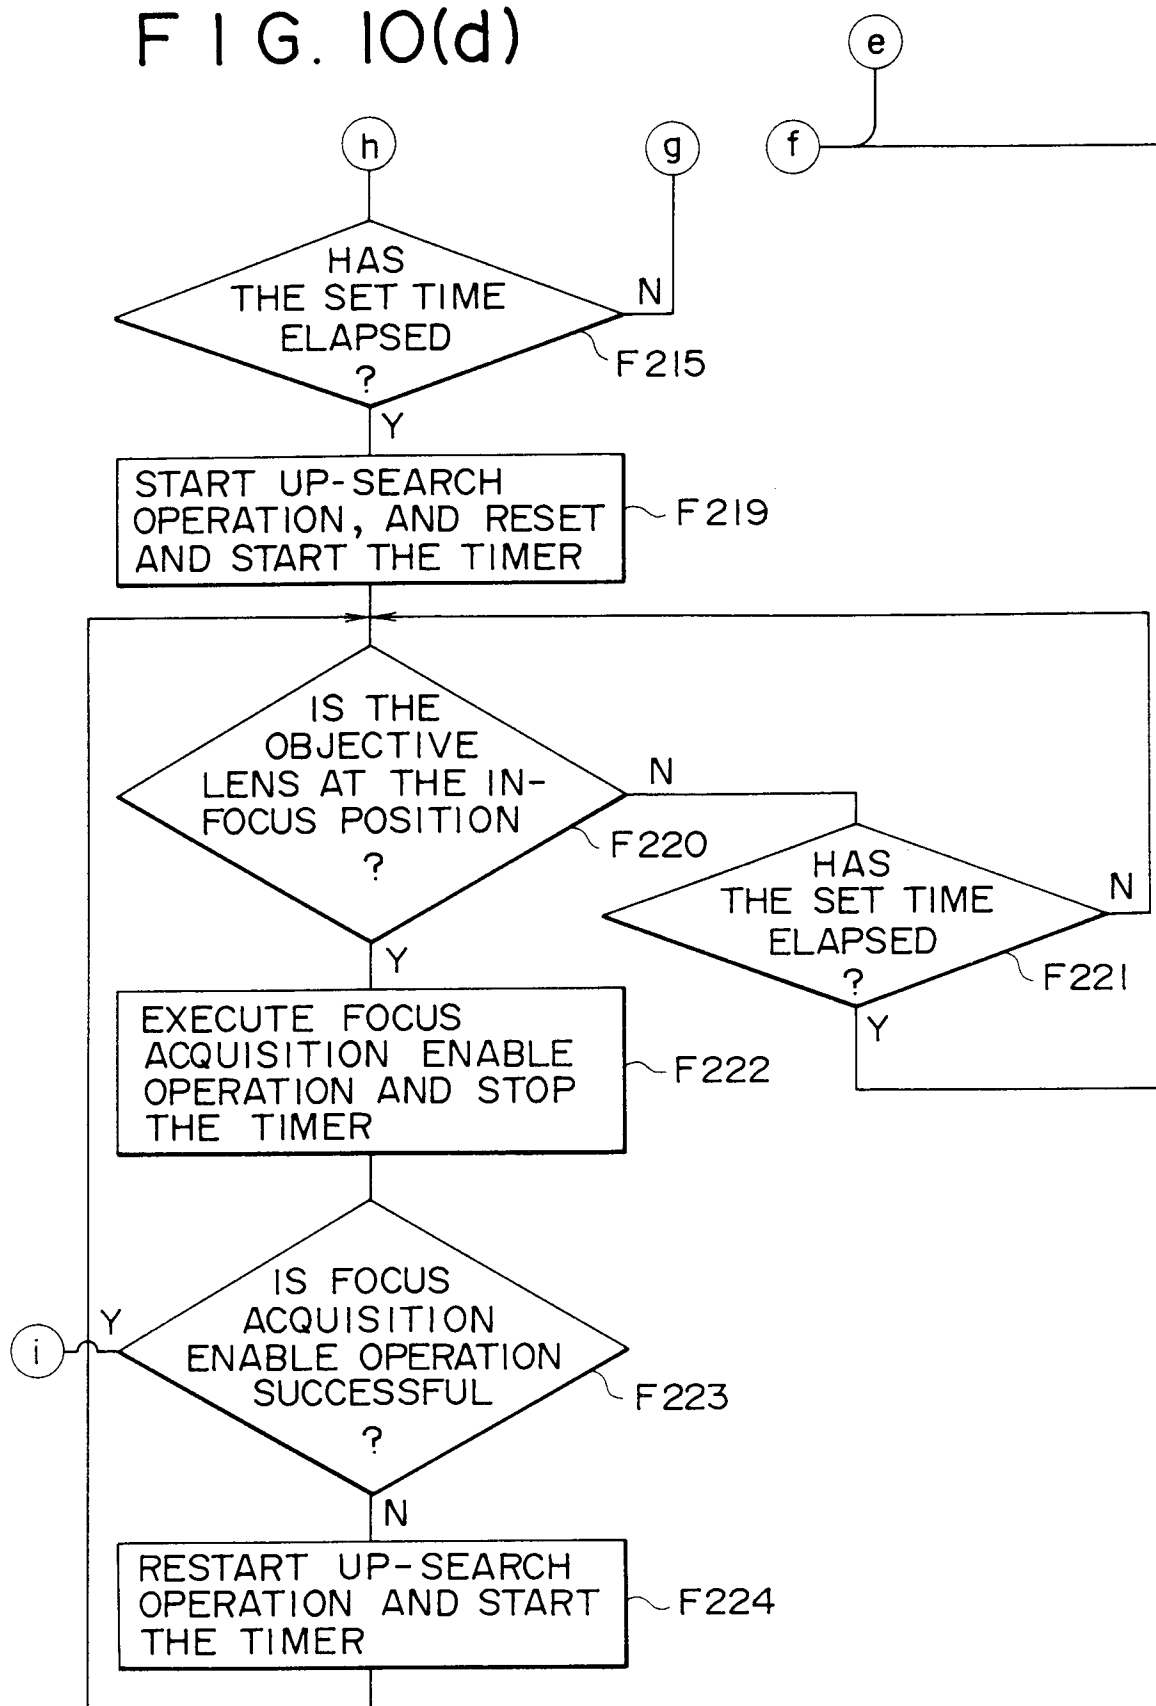 FIG. 10(d)
e
h
g
f
HAS
THE SET TIME
ELAPSED
?
N
F215
Y
START UP-SEARCH
OPERATION, AND RESET
AND START THE TIMER
F219
IS THE
OBJECTIVE
LENS AT THE IN-
FOCUS POSITION
?
N
F220
HAS
THE SET TIME
ELAPSED
?
N
F221
Y
Y
EXECUTE FOCUS
ACQUISITION ENABLE
OPERATION AND STOP
THE TIMER
F222
IS FOCUS
ACQUISITION
ENABLE OPERATION
SUCCESSFUL
?
Y
i
F223
N
RESTART UP-SEARCH
OPERATION AND START
THE TIMER
F224